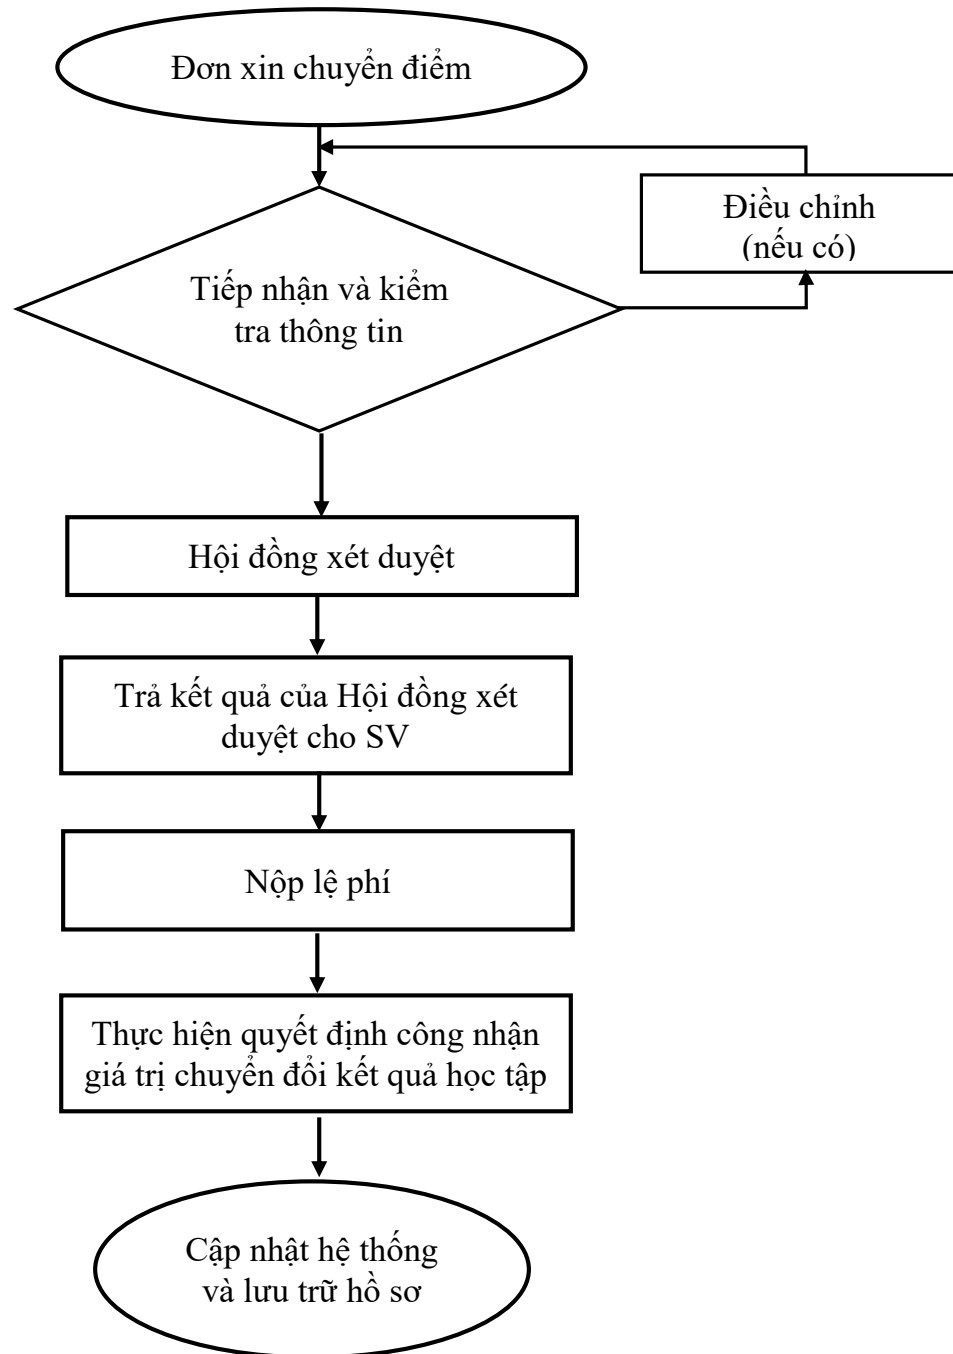 Đơn xin chuyển điểm
Điều chỉnh
(nếu có)
Tiếp nhận và kiểm
tra thông tin
Hội đồng xét duyệt
Trả kết quả của Hội đồng xét
duyệt cho SV
Nộp lệ phí
Thực hiện quyết định công nhận
giá trị chuyển đổi kết quả học tập
Cập nhật hệ thống
và lưu trữ hồ sơ